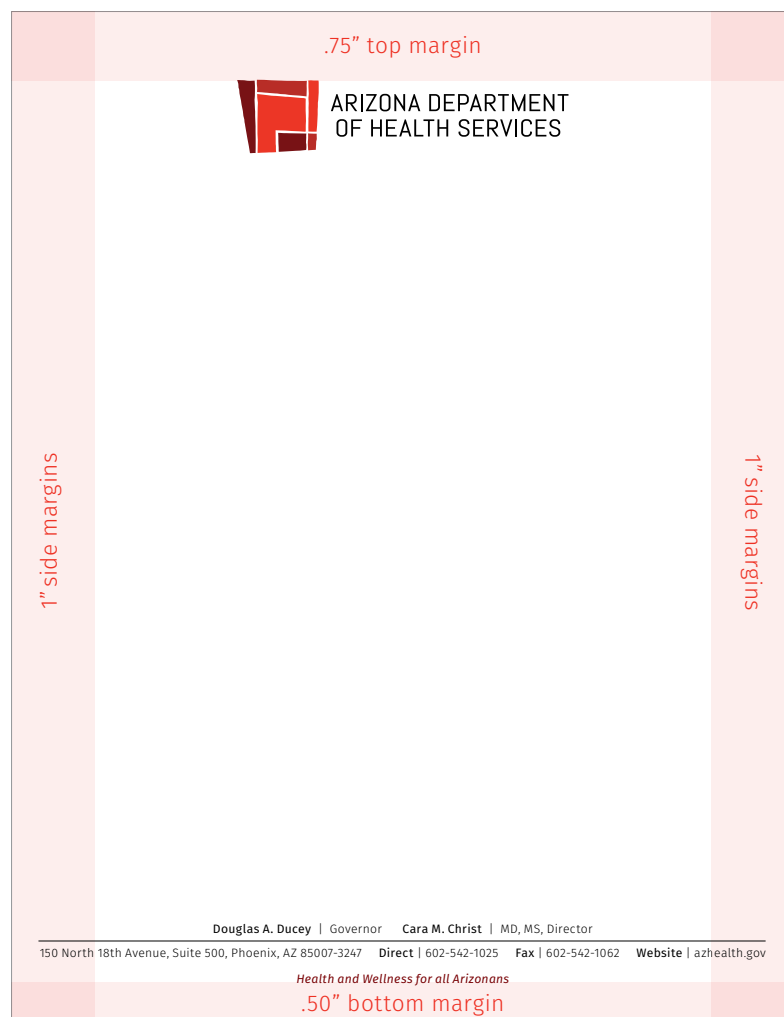 .75” top margin
ARIZONA DEPARTMENT
OF HEALTH SERVICES
1” side margins
1” side margins
Douglas A. Ducey | Governor Cara M. Christ | MD, MS, Director
150 North 18th Avenue, Suite 500, Phoenix, AZ 85007-3247 Direct | 602-542-1025 Fax | 602-542-1062 Website | azhealth.gov
Health and Wellness for all Arizonans
.50” bottom margin